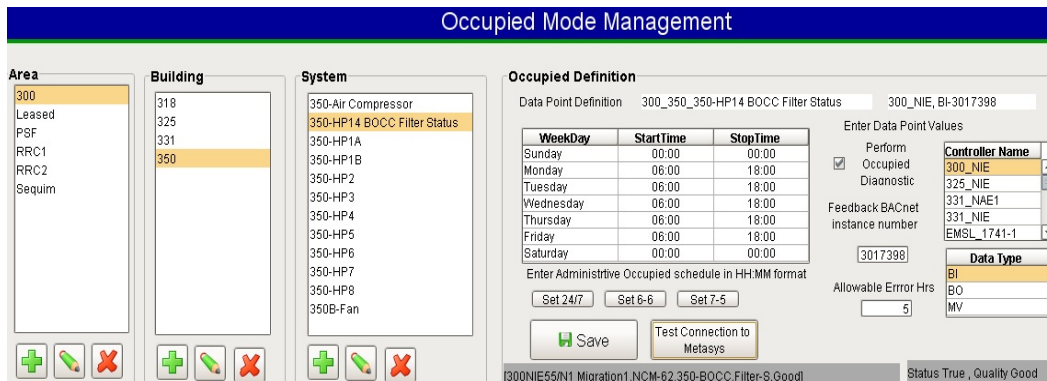 Occupied Mode Management
Area
300
Leased
PSF
RRC1
RRC2
Sequim
Building
318
325
331
350
System
350-Air Compressor
350-HP14 BOCC Filter Status
350-HP1A
350-HP1B
350-HP2
350-HP3
350-HP4
350-HP5
350-HP6
350-HP7
350-HP8
350B-Fan
Occupied Definition
Data Point Definition 300_350_350-HP14 BOCC Filter Status 300_NIE, BI-3017398
WeekDay StartTime StopTime
Sunday 00:00 00:00
Monday 06:00 18:00
Tuesday 06:00 18:00
Wednesday 06:00 18:00
Thursday 06:00 18:00
Friday 06:00 18:00
Saturday 00:00 00:00
Enter Administrtive Occupied schedule in HH:MM format
Set 24/7 Set 6-6 Set 7-5
Save
Test Connection to
Metasys
Enter Data Point Values
Perform
Occupied
Diagnostic
Feedback BACnet
instance number
3017398
Allowable Errror Hrs
5
Controller Name
300_NIE
325_NIE
331_NAE1
331_NIE
EMSL_1741-1
Data Type
BI
BO
MV
[300NIE55/N1 Migration1.NCM-62.350-BOCC.Filter-S,Good]
Status True , Quality Good